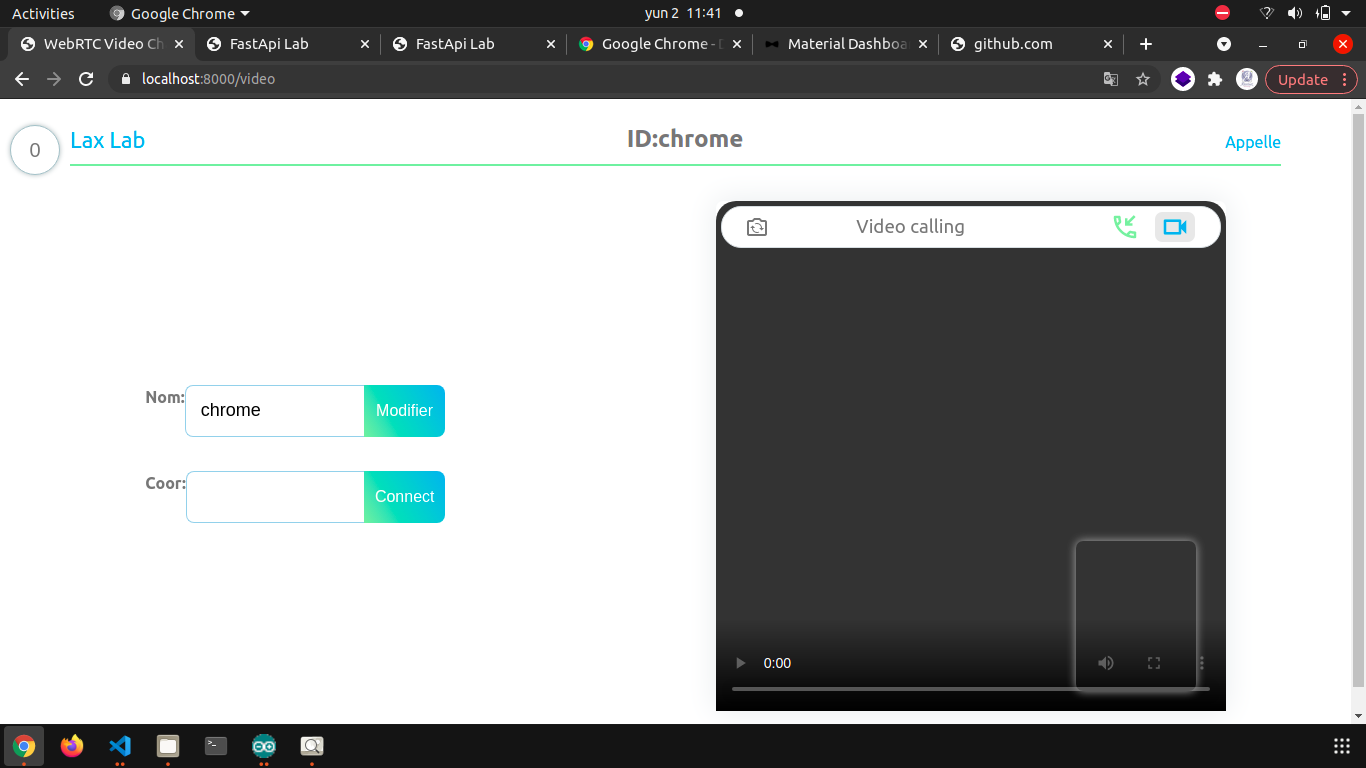 Activities Google Chrome yun 2 11:41
WebRTC Video Ch FastApi Lab FastApi Lab Google Chrome - D Material Dashboa github.com
localhost:8000/video Update
0 Lax Lab ID:chrome Appelle
Video calling
Nom: chrome Modifier
Coor: Connect
0:00